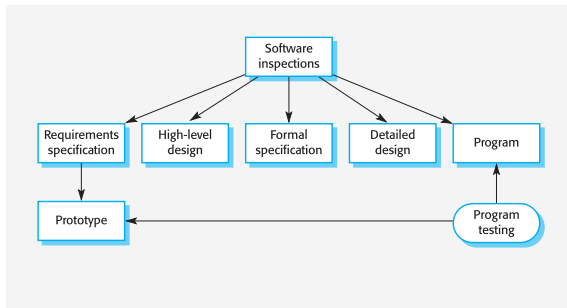 Software
inspections
Requirements
specification
High-level
design
Formal
specification
Detailed
design
Program
Prototype
Program
testing